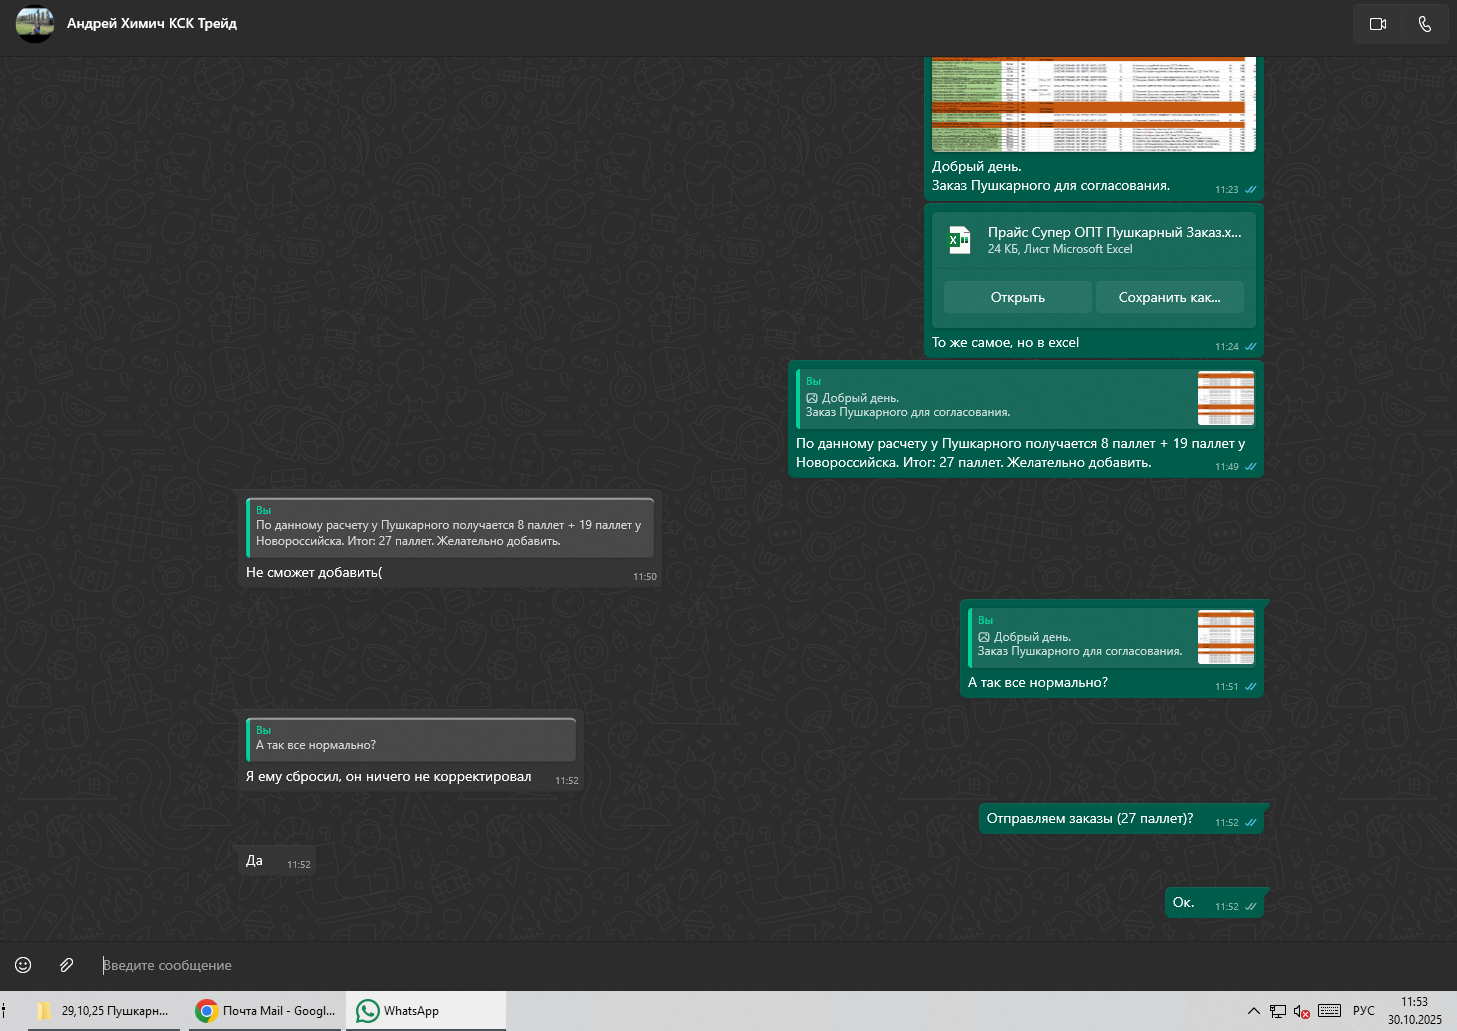 Андрей Химич КСК Трейд
Добрый день.
Заказ Пушкарного для согласования.
11:23
Прайс Супер ОПТ Пушкарный Заказ.x...
24 КБ, Лист Microsoft Excel
Открыть
Сохранить как...
То же самое, но в excel
11:24
Вы
Добрый день.
Заказ Пушкарного для согласования.
По данному расчету у Пушкарного получается 8 паллет + 19 паллет у
Новороссийска. Итог: 27 паллет. Желательно добавить.
11:49
Вы
По данному расчету у Пушкарного получается 8 паллет + 19 паллет у
Новороссийска. Итог: 27 паллет. Желательно добавить.
Не сможет добавить(
11:50
Вы
Добрый день.
Заказ Пушкарного для согласования.
А так все нормально?
11:51
Вы
А так все нормально?
Я ему сбросил, он ничего не корректировал
11:52
Отправляем заказы (27 паллет)?
11:52
Да
11:52
Ок.
11:52
Введите сообщение
29,10,25 Пушкарн...
Почта Mail - Googl...
WhatsApp
РУС
11:53
30.10.2025